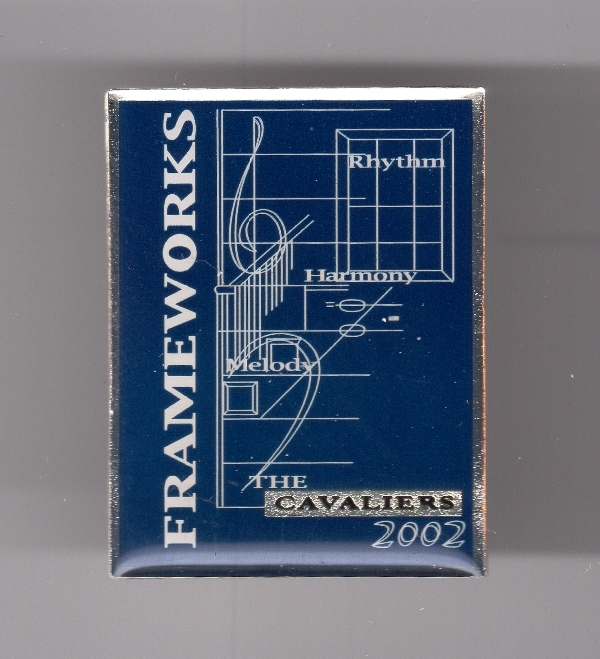 FRAMEWORKS
Rhythm
Harmony
Melody
THE
CAVALIERS
2002